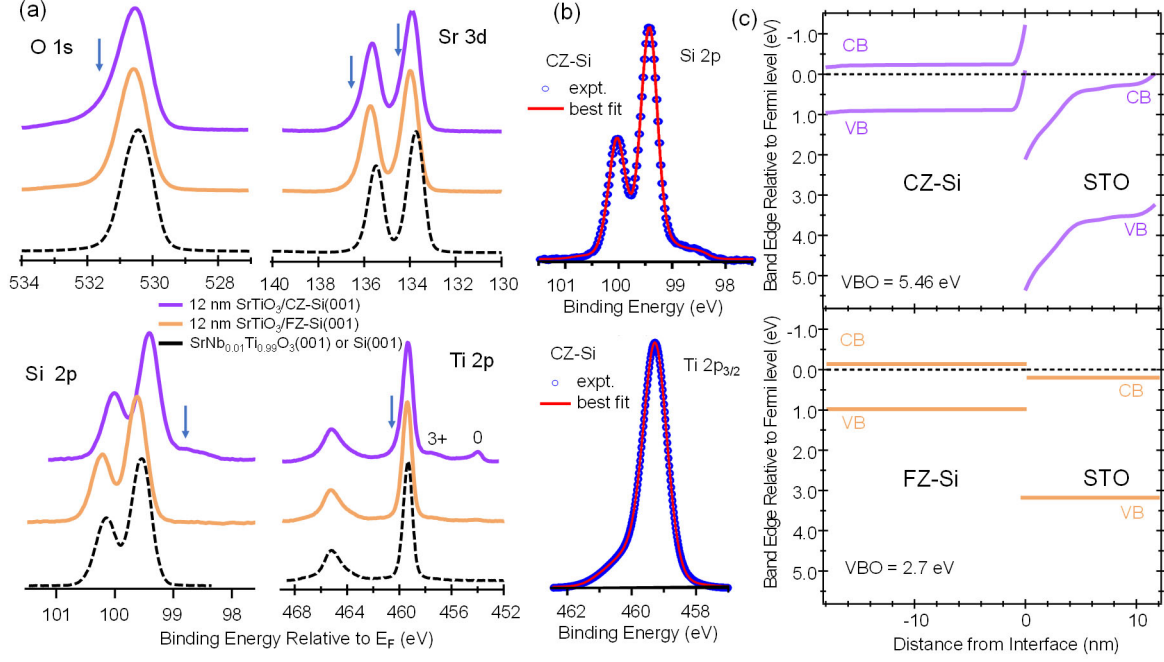 (a)
O 1s
Sr 3d
534 532 530 528
140 138 136 134 132 130
12 nm SrTiO₃/CZ-Si(001)
12 nm SrTiO₃/FZ-Si(001)
SrNb₀.₀₁Ti₀.₉₉O₃(001) or Si(001)
Si 2p
Ti 2p
3+
0
101 100 99 98
468 464 460 456 452
Binding Energy Relative to E_F (eV)
(b)
Si 2p
CZ-Si
expt.
best fit
101 100 99 98
Binding Energy (eV)
CZ-Si
Ti 2p₃/₂
expt.
best fit
462 460 458
Binding Energy (eV)
(c)
Band Edge Relative to Fermi level (eV)
-1.0
0.0
1.0
2.0
3.0
4.0
5.0
CB
CB
VB
CZ-Si
STO
VB
VBO = 5.46 eV
Band Edge Relative to Fermi level (eV)
-1.0
0.0
1.0
2.0
3.0
4.0
5.0
CB
CB
VB
FZ-Si
STO
VB
VBO = 2.7 eV
-10 0 10
Distance from Interface (nm)